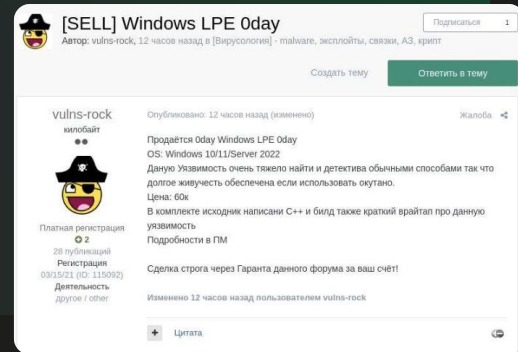 [SELL] Windows LPE 0day
Автор: vulns-rock, 12 часов назад в [Вирусология] - malware, эксплойты, связки, АЗ, крипт
Подписаться 1
Создать тему
Ответить в тему
vulns-rock
килобайт
Платная регистрация
2
28 публикаций
Регистрация
03/15/21 (ID: 115092)
Деятельность
другое / other
Опубликовано: 12 часов назад (изменено)
Жалоба
Продаётся 0day Windows LPE 0day
OS: Windows 10/11/Server 2022
Даную Уязвимость очень тяжело найти и детектива обычными способами так что
долгое живучесть обеспечена если использовать окутано.
Цена: 60к
В комплекте исходник написани C++ и билд также краткий врайтап про данную
уязвимость
Подробности в ПМ
Сделка строга через Гаранта данного форума за ваш счёт!
Изменено 12 часов назад пользователем vulns-rock
+ Цитата